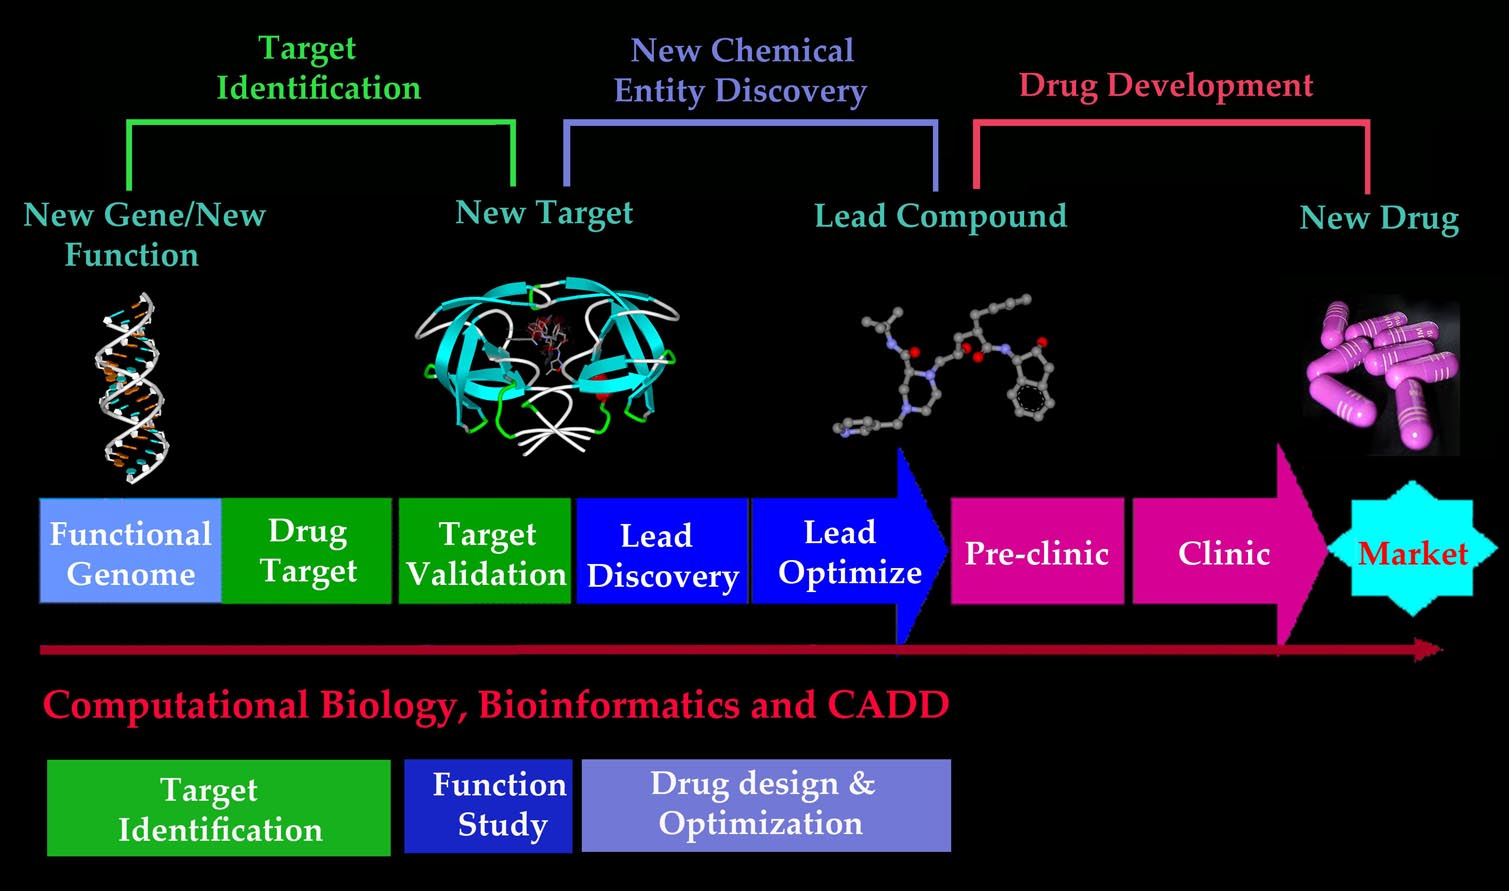 Target
Identification
New Chemical
Entity Discovery
Drug Development
New Gene/New
Function
New Target
Lead Compound
New Drug
Functional
Genome
Drug
Target
Target
Validation
Lead
Discovery
Lead
Optimize
Pre-clinic
Clinic
Market
Computational Biology, Bioinformatics and CADD
Target
Identification
Function
Study
Drug design &
Optimization